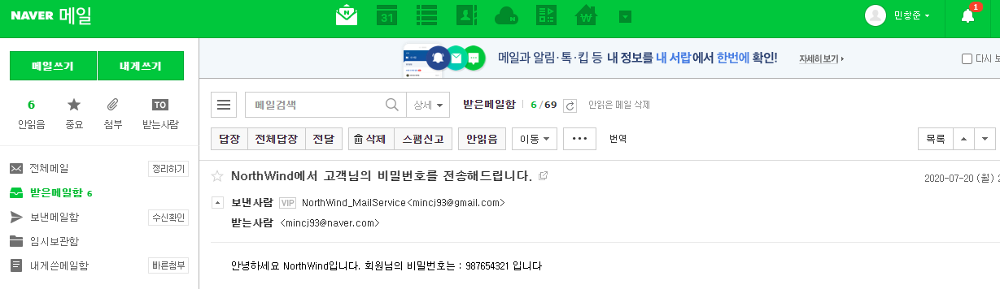 NAVER 메일
31
N
N
₩
민창준
1
메일쓰기
내게쓰기
메일과 알림·톡·킵 등 내 정보를 내 서랍에서 한번에 확인!
자세히 보기
다시
6
안읽음
중요
첨부
TO
받는사람
메일검색
상세
받은메일함
6/69
안읽은 메일 삭제
답장
전체답장
전달
삭제
스팸신고
안읽음
이동
번역
목록
전체메일
정리하기
받은메일함 6
보낸메일함
수신확인
임시보관함
내게쓴메일함
빠른첨부
NorthWind에서 고객님의 비밀번호를 전송해드립니다.
2020-07-20 (월)
보낸사람 VIP NorthWind_MailService<mincj93@gmail.com>
받는사람 <mincj93@naver.com>
안녕하세요 NorthWind입니다. 회원님의 비밀번호는 : 987654321 입니다